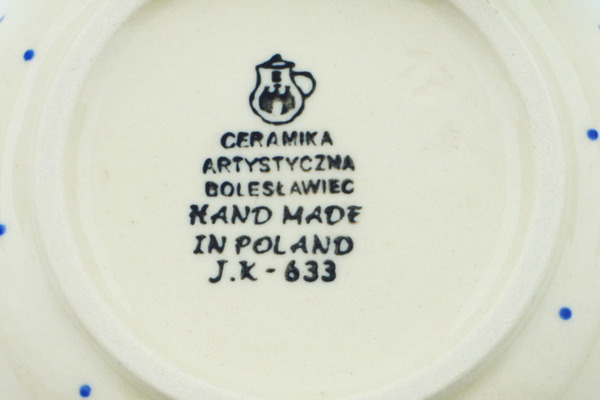 CERAMIKA
ARTYSTYCZNA
BOLESŁAWIEC
HAND MADE
IN POLAND
J.K - 633